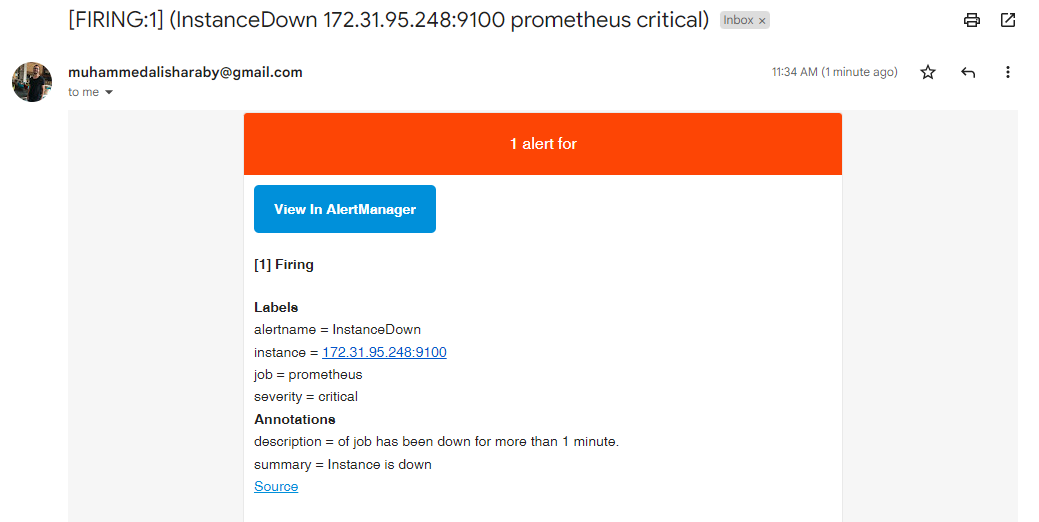 [FIRING:1] (InstanceDown 172.31.95.248:9100 prometheus critical) Inbox ×
muhammedalisharaby@gmail.com 11:34 AM (1 minute ago)
to me
1 alert for
View In AlertManager
[1] Firing
Labels
alertname = InstanceDown
instance = 172.31.95.248:9100
job = prometheus
severity = critical
Annotations
description = of job has been down for more than 1 minute.
summary = Instance is down
Source